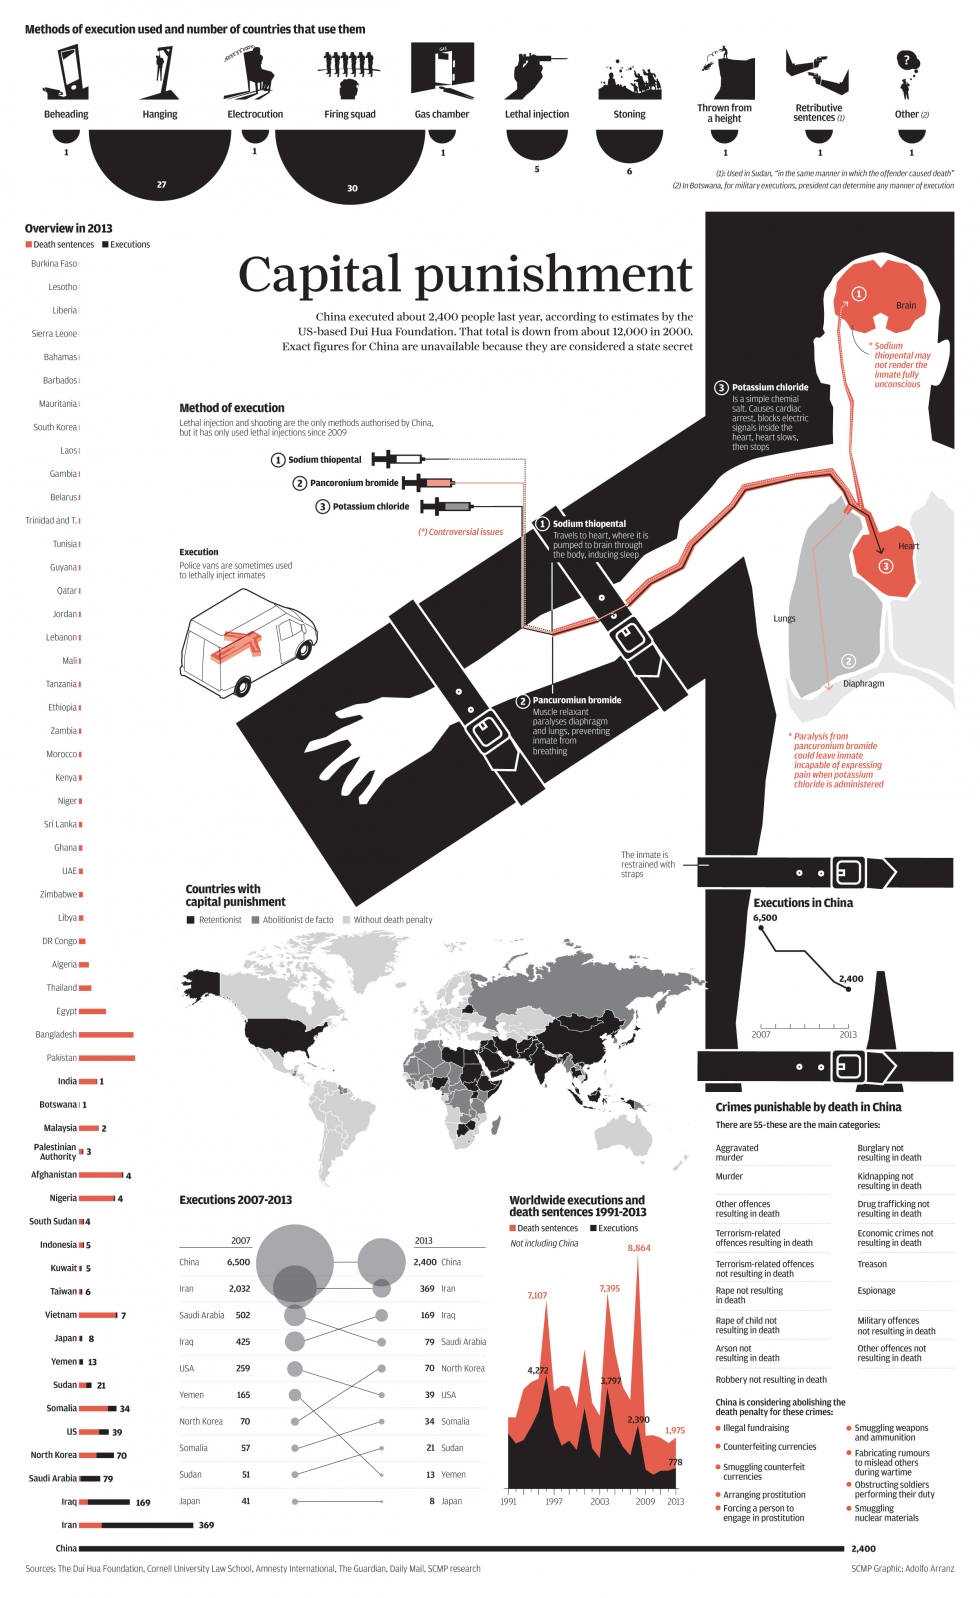 Methods of execution used and number of countries that use them
GAS
?
Beheading
Hanging
Electrocution
Firing squad
Gas chamber
Lethal injection
Stoning
Thrown from
a height
Retributive
sentences (1)
Other (2)
1
27
1
30
1
5
6
1
1
1
(1): Used in Sudan, "in the same manner in which the offender caused death"
(2) In Botswana, for military executions, president can determine any manner of execution
Overview in 2013
Death sentences
Executions
Burkina Faso
Lesotho
Liberia
Sierra Leone
Bahamas
Barbados
Mauritania
South Korea
Laos
Gambia
Belarus
Trinidad and T.
Tunisia
Guyana
Qatar
Jordan
Lebanon
Mali
Tanzania
Ethiopia
Zambia
Morocco
Kenya
Niger
Sri Lanka
Ghana
UAE
Zimbabwe
Libya
DR Congo
Algeria
Thailand
Egypt
Bangladesh
Pakistan
India 1
Botswana 1
Malaysia 2
Palestinian
Authority 3
Afghanistan 4
Nigeria 4
South Sudan 4
Indonesia 5
Kuwait 5
Taiwan 6
Vietnam 7
Japan 8
Yemen 13
Sudan 21
Somalia 34
US 39
North Korea 70
Saudi Arabia 79
Iraq 169
Iran 369
China 2,400
Capital punishment
China executed about 2,400 people last year, according to estimates by the
US-based Dui Hua Foundation. That total is down from about 12,000 in 2000.
Exact figures for China are unavailable because they are considered a state secret
Method of execution
Lethal injection and shooting are the only methods authorised by China,
but it has only used lethal injections since 2009
1 Sodium thiopental
2 Pancoronium bromide
3 Potassium chloride
(*) Controversial issues
Execution
Police vans are sometimes used
to lethally inject inmates
1 Sodium thiopental
Travels to heart, where it is
pumped to brain through
the body, inducing sleep
2 Pancuromiun bromide
Muscle relaxant
paralyses diaphragm
and lungs, preventing
inmate from
breathing
3 Potassium chloride
Is a simple chemial
salt. Causes cardiac
arrest, blocks electric
signals inside the
heart, heart slows,
then stops
1
Brain
* Sodium
thiopental may
not render the
inmate fully
unconscious
Heart
3
Lungs
2
Diaphragm
* Paralysis from
pancuronium bromide
could leave inmate
incapable of expressing
pain when potassium
chloride is administered
The inmate is
restrained with
straps
Countries with
capital punishment
Retentionist
Abolitionist de facto
Without death penalty
Executions in China
6,500
2,400
2007
2013
Executions 2007-2013
2007
2013
China 6,500
2,400 China
Iran 2,032
369 Iran
Saudi Arabia 502
169 Iraq
Iraq 425
79 Saudi Arabia
USA 259
70 North Korea
Yemen 165
39 USA
North Korea 70
34 Somalia
Somalia 57
21 Sudan
Sudan 51
13 Yemen
Japan 41
8 Japan
Worldwide executions and
death sentences 1991-2013
Death sentences
Executions
Not including China
8,864
7,107
7,395
4,272
3,797
2,390
1,975
778
1991
1997
2003
2009
2013
Crimes punishable by death in China
There are 55-these are the main categories:
Aggravated
murder
Burglary not
resulting in death
Murder
Kidnapping not
resulting in death
Other offences
resulting in death
Drug trafficking not
resulting in death
Terrorism-related
offences resulting in death
Economic crimes not
resulting in death
Terrorism-related offences
not resulting in death
Treason
Rape not resulting
in death
Espionage
Rape of child not
resulting in death
Military offences
not resulting in death
Arson not
resulting in death
Other offences not
resulting in death
Robbery not resulting in death
China is considering abolishing the
death penalty for these crimes:
Illegal fundraising
Counterfeiting currencies
Smuggling counterfeit
currencies
Arranging prostitution
Forcing a person to
engage in prostitution
Smuggling weapons
and ammunition
Fabricating rumours
to mislead others
during wartime
Obstructing soldiers
performing their duty
Smuggling
nuclear materials
Sources: The Dui Hua Foundation, Cornell University Law School, Amnesty International, The Guardian, Daily Mail, SCMP research
SCMP Graphic: Adolfo Arranz